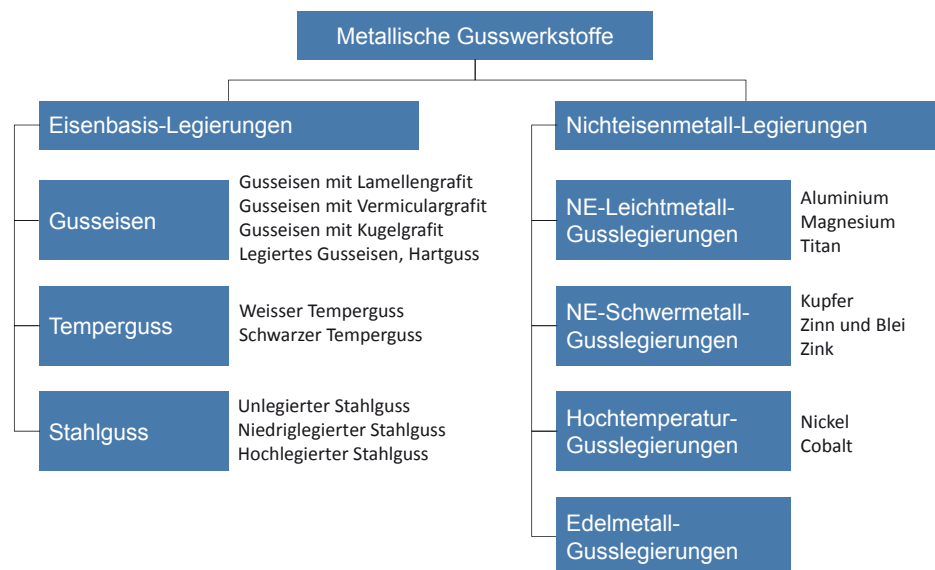 Metallische Gusswerkstoffe
Eisenbasis-Legierungen
Gusseisen
Gusseisen mit Lamellengrafit
Gusseisen mit Vermiculargrafit
Gusseisen mit Kugelgrafit
Legiertes Gusseisen, Hartguss
Temperguss
Weisser Temperguss
Schwarzer Temperguss
Stahlguss
Unlegierter Stahlguss
Niedriglegierter Stahlguss
Hochlegierter Stahlguss
Nichteisenmetall-Legierungen
NE-Leichtmetall-
Gusslegierungen
Aluminium
Magnesium
Titan
NE-Schwermetall-
Gusslegierungen
Kupfer
Zinn und Blei
Zink
Hochtemperatur-
Gusslegierungen
Nickel
Cobalt
Edelmetall-
Gusslegierungen